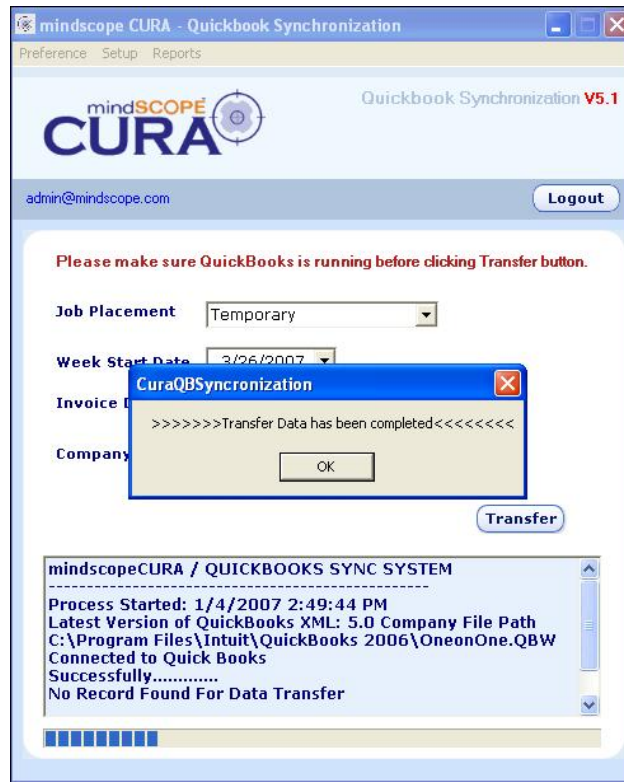 mindscope CURA - Quickbook Synchronization
Preference Setup Reports
mindSCOPE
CURA
Quickbook Synchronization V5.1
admin@mindscope.com
Logout
Please make sure QuickBooks is running before clicking Transfer button.
Job Placement Temporary
Week Start Date 3/26/2007
CuraQBSyncronization
Invoice
>>>>>>>Transfer Data has been completed<<<<<<<<
Company
OK
Transfer
mindscopeCURA / QUICKBOOKS SYNC SYSTEM
--------------------------------------------------------
Process Started: 1/4/2007 2:49:44 PM
Latest Version of QuickBooks XML: 5.0 Company File Path
C:\Program Files\Intuit\QuickBooks 2006\OneonOne.QBW
Connected to Quick Books
Successfully.............
No Record Found For Data Transfer